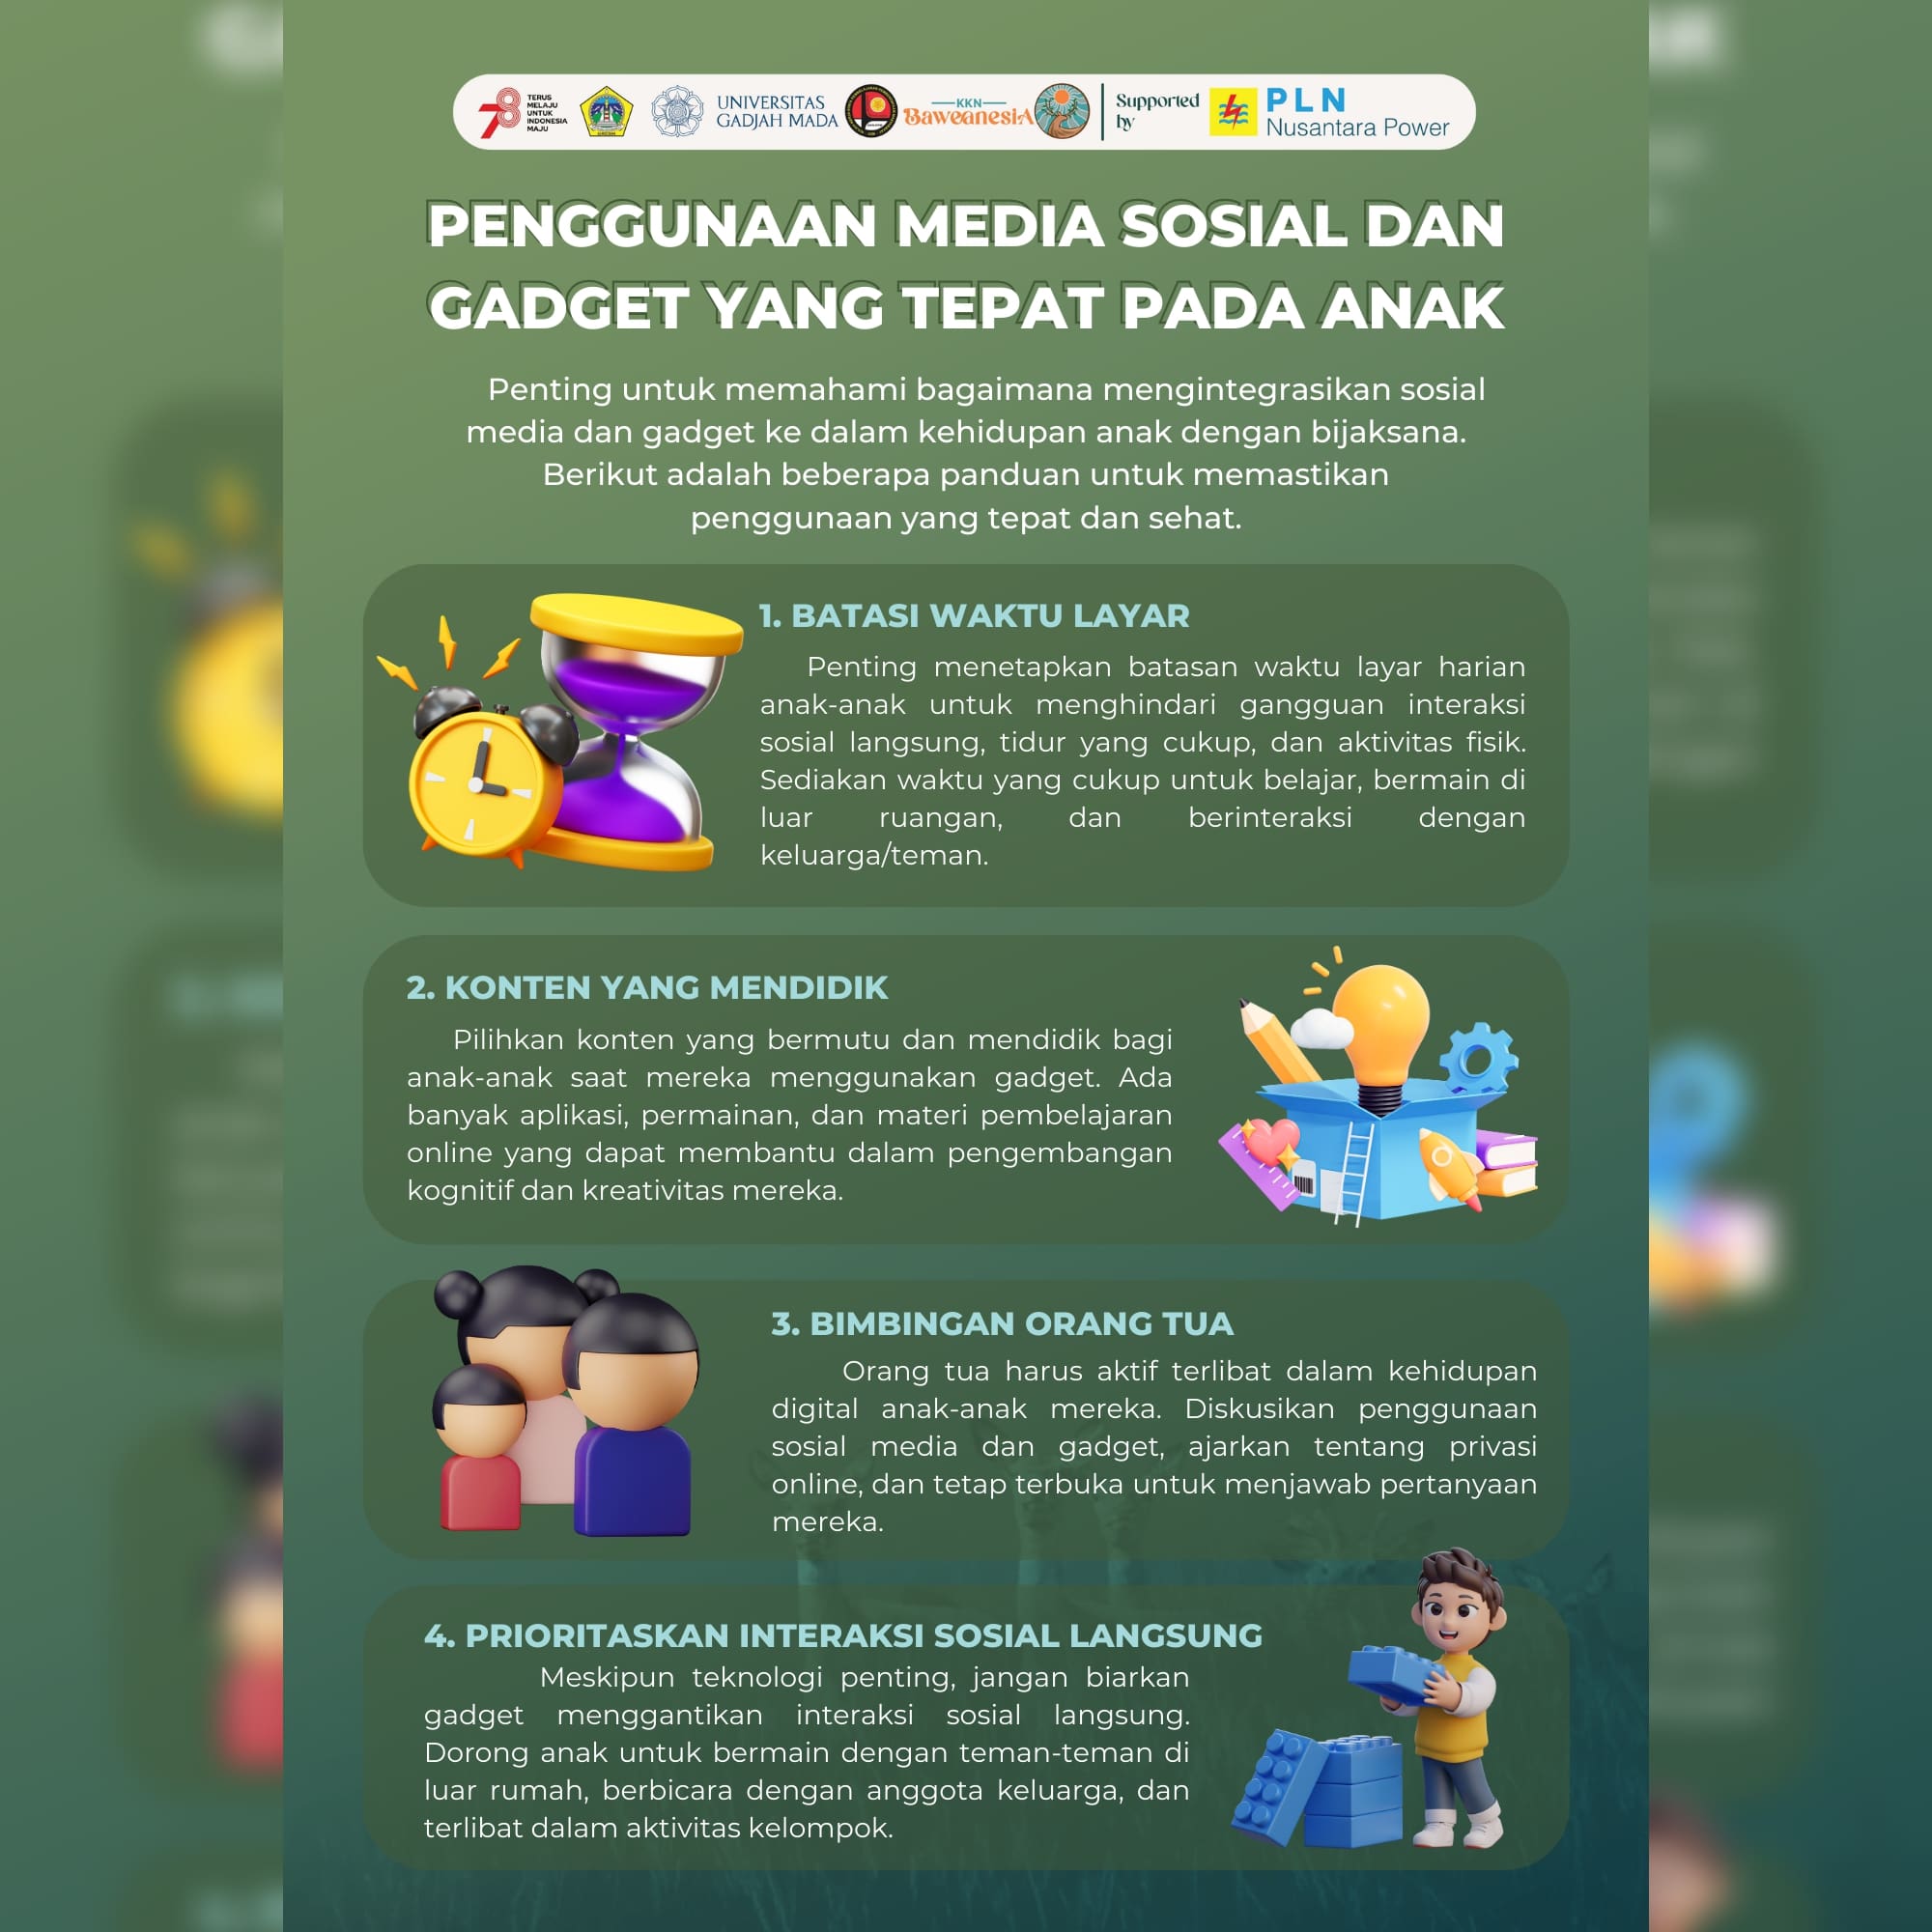 78
TERUS
MELAJU
UNTUK
INDONESIA
MAJU
UNIVERSITAS
GADJAH MADA
KKN
BaweanesiA
Supported
by
PLN
Nusantara Power
PENGGUNAAN MEDIA SOSIAL DAN
GADGET YANG TEPAT PADA ANAK
Penting untuk memahami bagaimana mengintegrasikan sosial
media dan gadget ke dalam kehidupan anak dengan bijaksana.
Berikut adalah beberapa panduan untuk memastikan
penggunaan yang tepat dan sehat.
1. BATASI WAKTU LAYAR
Penting menetapkan batasan waktu layar harian
anak-anak untuk menghindari gangguan interaksi
sosial langsung, tidur yang cukup, dan aktivitas fisik.
Sediakan waktu yang cukup untuk belajar, bermain di
luar ruangan, dan berinteraksi dengan
keluarga/teman.
2. KONTEN YANG MENDIDIK
Pilihkan konten yang bermutu dan mendidik bagi
anak-anak saat mereka menggunakan gadget. Ada
banyak aplikasi, permainan, dan materi pembelajaran
online yang dapat membantu dalam pengembangan
kognitif dan kreativitas mereka.
3. BIMBINGAN ORANG TUA
Orang tua harus aktif terlibat dalam kehidupan
digital anak-anak mereka. Diskusikan penggunaan
sosial media dan gadget, ajarkan tentang privasi
online, dan tetap terbuka untuk menjawab pertanyaan
mereka.
4. PRIORITASKAN INTERAKSI SOSIAL LANGSUNG
Meskipun teknologi penting, jangan biarkan
gadget menggantikan interaksi sosial langsung.
Dorong anak untuk bermain dengan teman-teman di
luar rumah, berbicara dengan anggota keluarga, dan
terlibat dalam aktivitas kelompok.